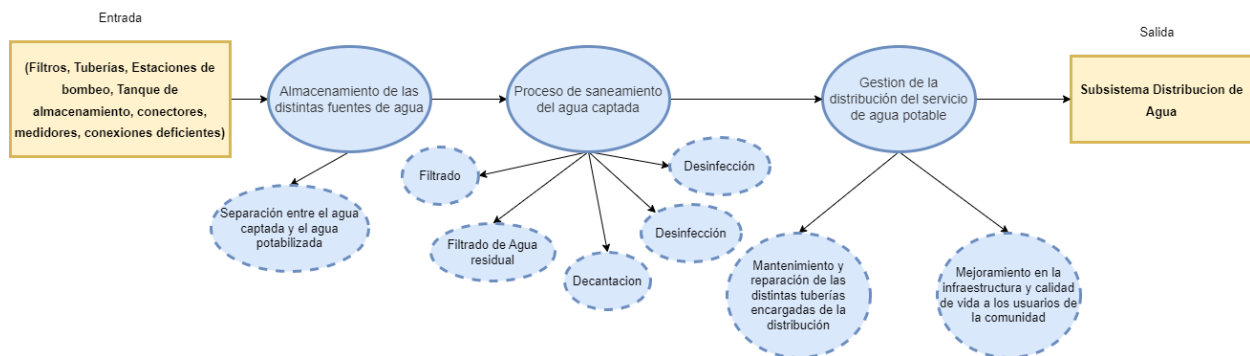 Entrada
(Filtros, Tuberías, Estaciones de
bombeo, Tanque de
almacenamiento, conectores,
medidores, conexiones deficientes)
Almacenamiento de las
distintas fuentes de agua
Proceso de saneamiento
del agua captada
Gestion de la
distribución del servicio
de agua potable
Salida
Subsistema Distribucion de
Agua
Separación entre el agua
captada y el agua
potabilizada
Filtrado
Filtrado de Agua
residual
Decantacion
Desinfección
Desinfección
Mantenimiento y
reparación de las
distintas tuberías
encargadas de la
distribución
Mejoramiento en la
infraestructura y calidad
de vida a los usuarios de
la comunidad